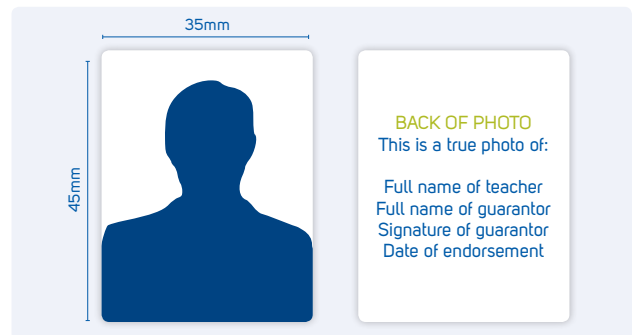 35mm
45mm
BACK OF PHOTO
This is a true photo of:
Full name of teacher
Full name of guarantor
Signature of guarantor
Date of endorsement